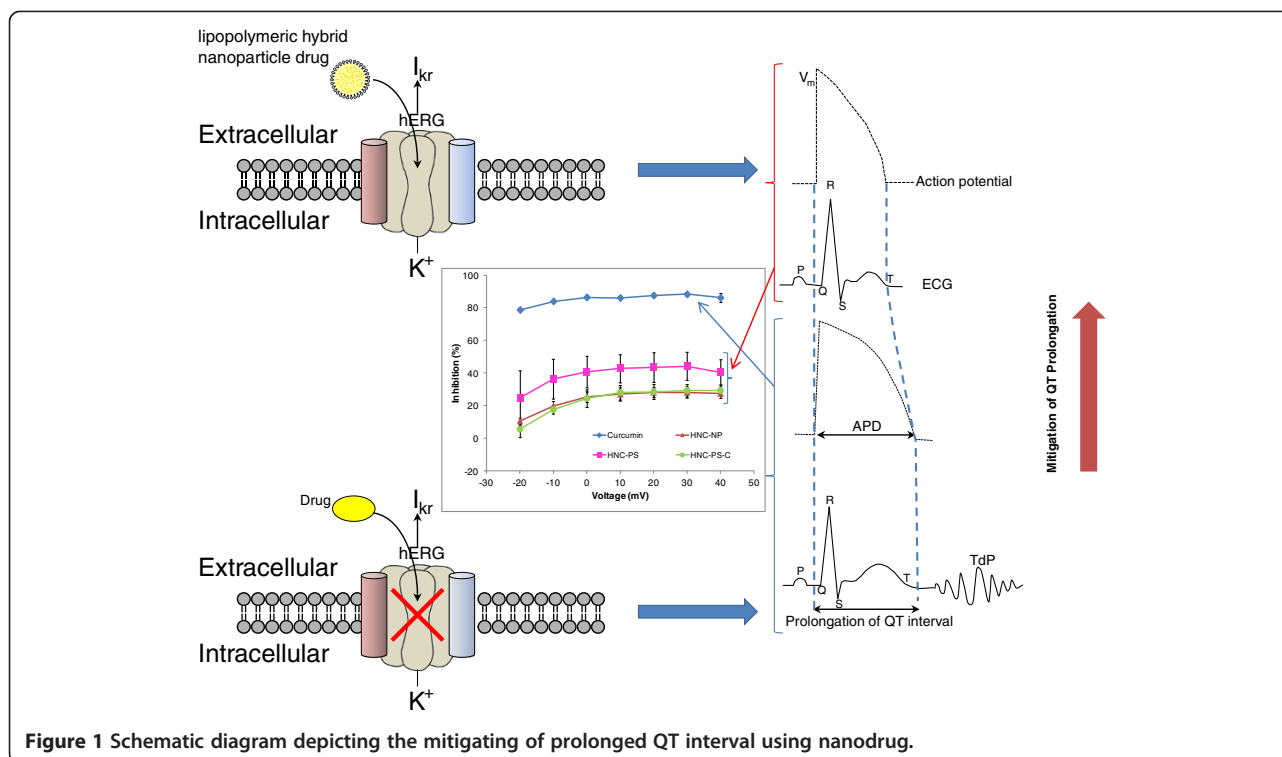 lipopolymeric hybrid
nanoparticle drug
I_kr
hERG
Extracellular
Intracellular
K+
V_m
Action potential
R
P
Q
S
T
ECG
Mitigation of QT Prolongation
100
80
60
40
20
0
-20
Inhibition (%)
-30
-20
-10
0
10
20
30
40
50
Voltage (mV)
Curcumin
HNC-NP
HNC-PS
HNC-PS-C
APD
Drug
I_kr
hERG
Extracellular
Intracellular
K+
R
P
Q
S
T
TdP
Prolongation of QT interval
Figure 1 Schematic diagram depicting the mitigating of prolonged QT interval using nanodrug.